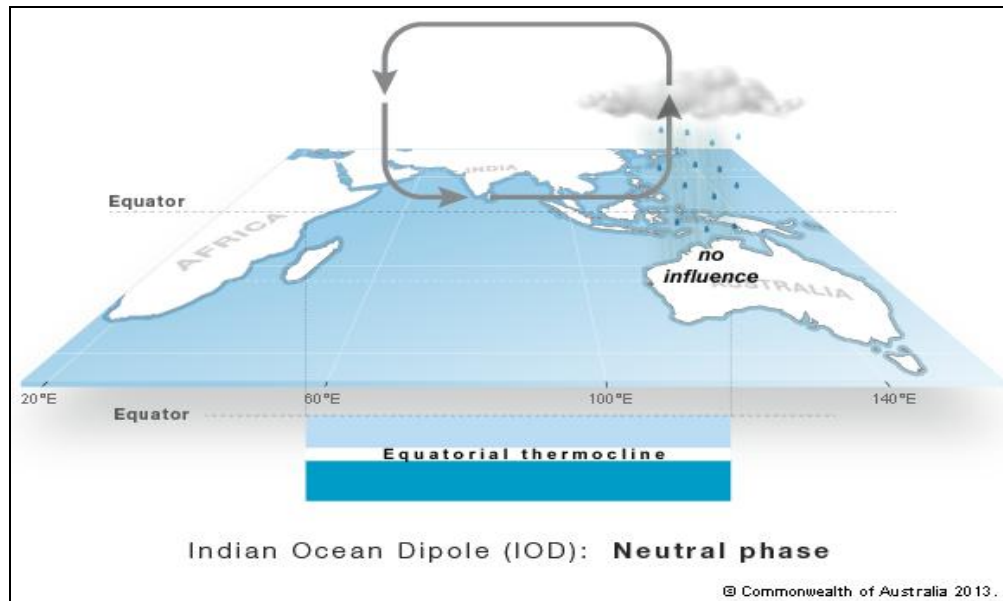 INDIA
Equator
AFRICA
no
influence
AUSTRALIA
20°E
60°E
100°E
140°E
Equator
Equatorial thermocline
Indian Ocean Dipole (IOD): Neutral phase
© Commonwealth of Australia 2013.